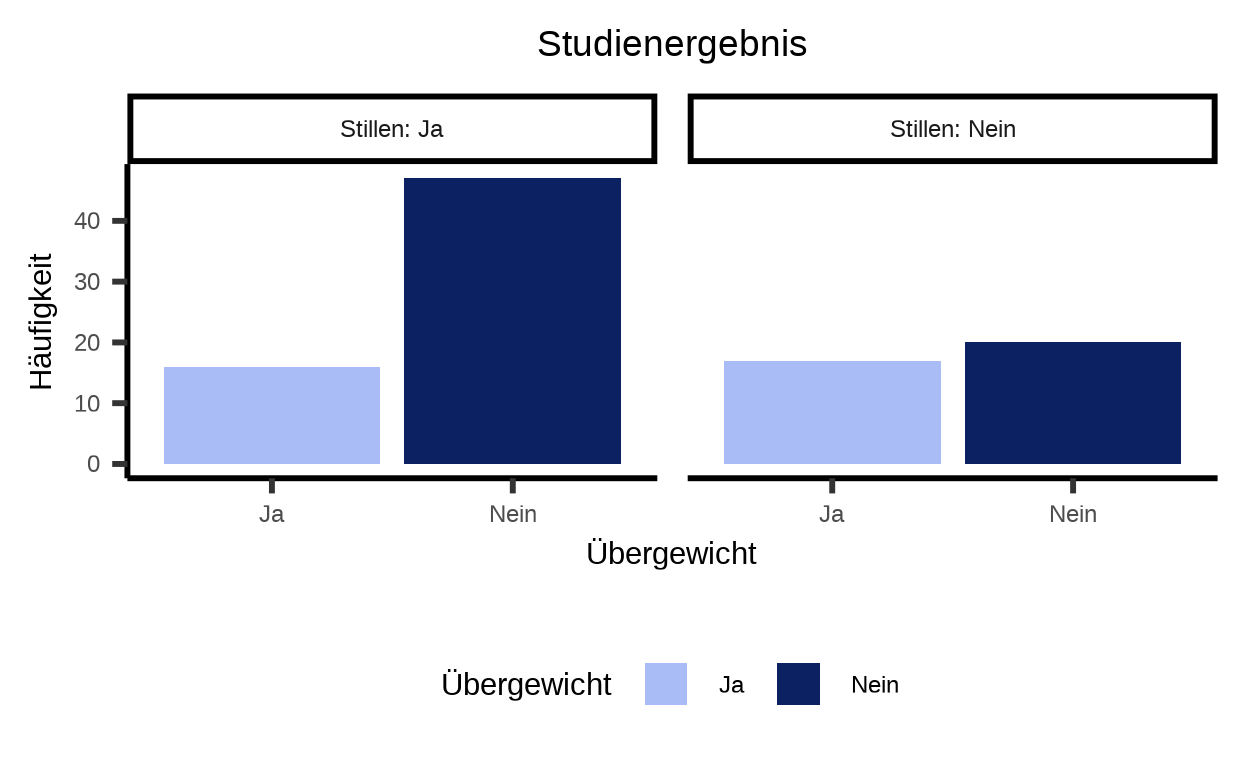 Studienergebnis
Stillen: Ja
Stillen: Nein
Häufigkeit
40
30
20
10
0
Ja Nein
Ja Nein
Übergewicht
Übergewicht Ja Nein